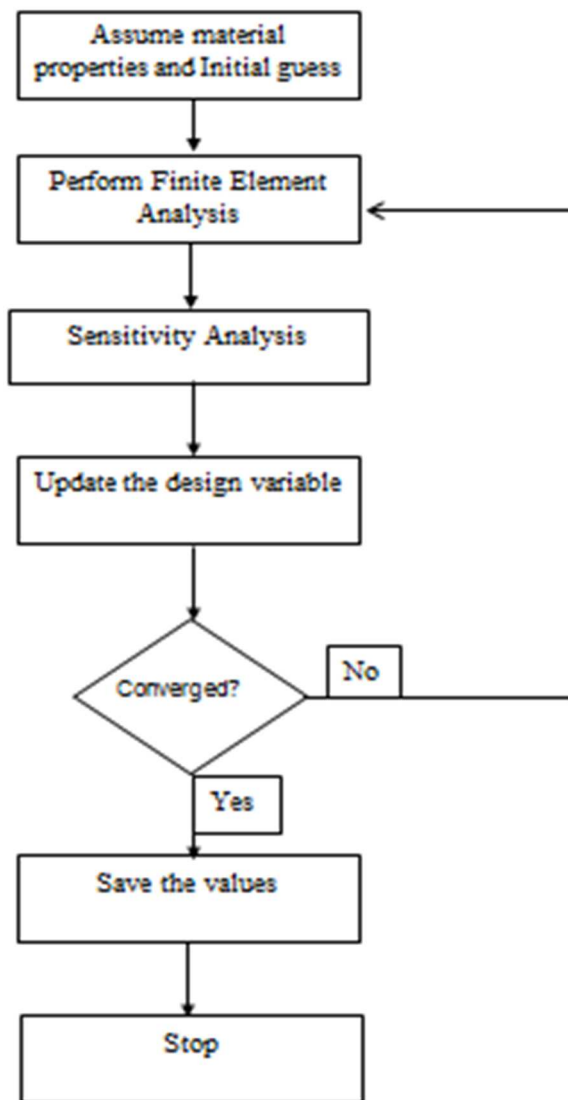 Assume material
properties and Initial guess
Perform Finite Element
Analysis
Sensitivity Analysis
Update the design variable
Converged?
No
Yes
Save the values
Stop